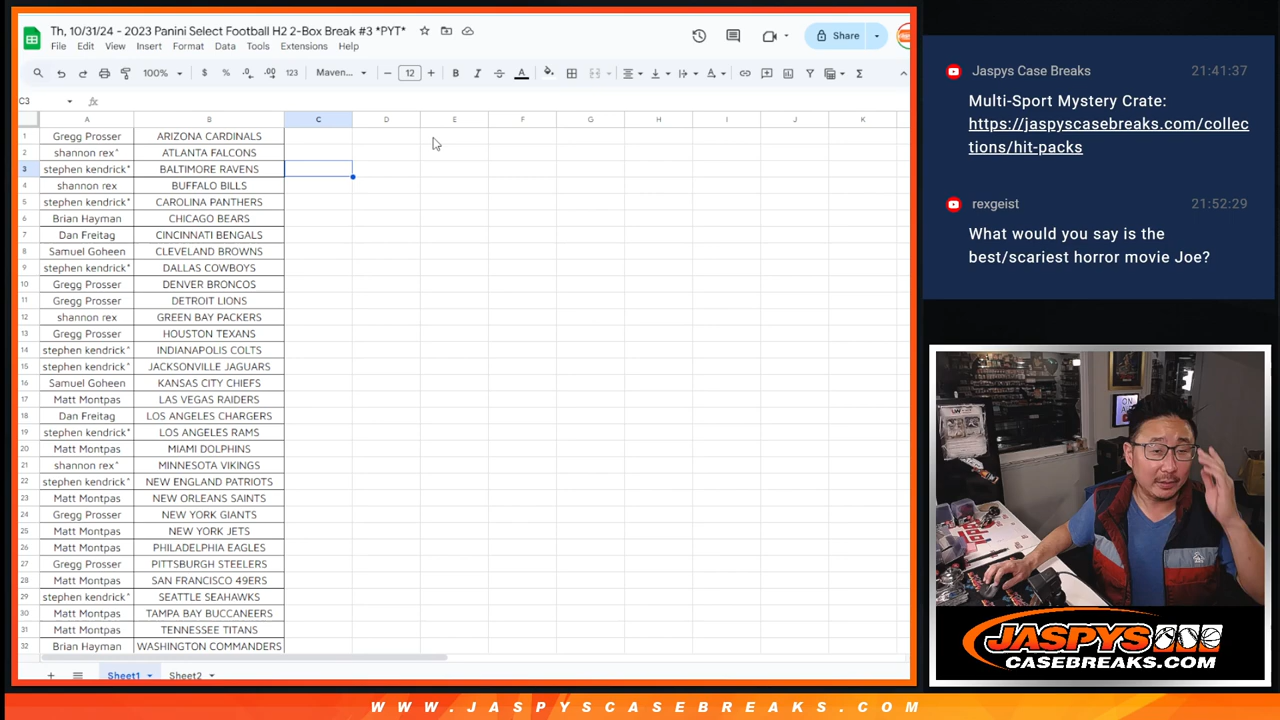 Th, 10/31/24 - 2023 Panini Select Football H2 2-Box Break #3 *PYT*
File Edit View Insert Format Data Tools Extensions Help
Share
100% $ % .0 .00 123 Maven... 12 B I A
C3 fx
A B C D E F G H I J K
1 Gregg Prosser ARIZONA CARDINALS
2 shannon rex* ATLANTA FALCONS
3 stephen kendrick* BALTIMORE RAVENS
4 shannon rex BUFFALO BILLS
5 stephen kendrick* CAROLINA PANTHERS
6 Brian Hayman CHICAGO BEARS
7 Dan Freitag CINCINNATI BENGALS
8 Samuel Goheen CLEVELAND BROWNS
9 stephen kendrick* DALLAS COWBOYS
10 Gregg Prosser DENVER BRONCOS
11 Gregg Prosser DETROIT LIONS
12 shannon rex GREEN BAY PACKERS
13 Gregg Prosser HOUSTON TEXANS
14 stephen kendrick* INDIANAPOLIS COLTS
15 stephen kendrick* JACKSONVILLE JAGUARS
16 Samuel Goheen KANSAS CITY CHIEFS
17 Matt Montpas LAS VEGAS RAIDERS
18 Dan Freitag LOS ANGELES CHARGERS
19 stephen kendrick* LOS ANGELES RAMS
20 Matt Montpas MIAMI DOLPHINS
21 shannon rex* MINNESOTA VIKINGS
22 stephen kendrick* NEW ENGLAND PATRIOTS
23 Matt Montpas NEW ORLEANS SAINTS
24 Gregg Prosser NEW YORK GIANTS
25 Matt Montpas NEW YORK JETS
26 Matt Montpas PHILADELPHIA EAGLES
27 Gregg Prosser PITTSBURGH STEELERS
28 Matt Montpas SAN FRANCISCO 49ERS
29 stephen kendrick* SEATTLE SEAHAWKS
30 Matt Montpas TAMPA BAY BUCCANEERS
31 Matt Montpas TENNESSEE TITANS
32 Brian Hayman WASHINGTON COMMANDERS
Sheet1 Sheet2
Jaspys Case Breaks 21:41:37
Multi-Sport Mystery Crate:
https://jaspyscasebreaks.com/collec
tions/hit-packs
rexgeist 21:52:29
What would you say is the
best/scariest horror movie Joe?
ON
JASPYS
CASEBREAKS.COM
WWW.JASPYSCASEBREAKS.COM